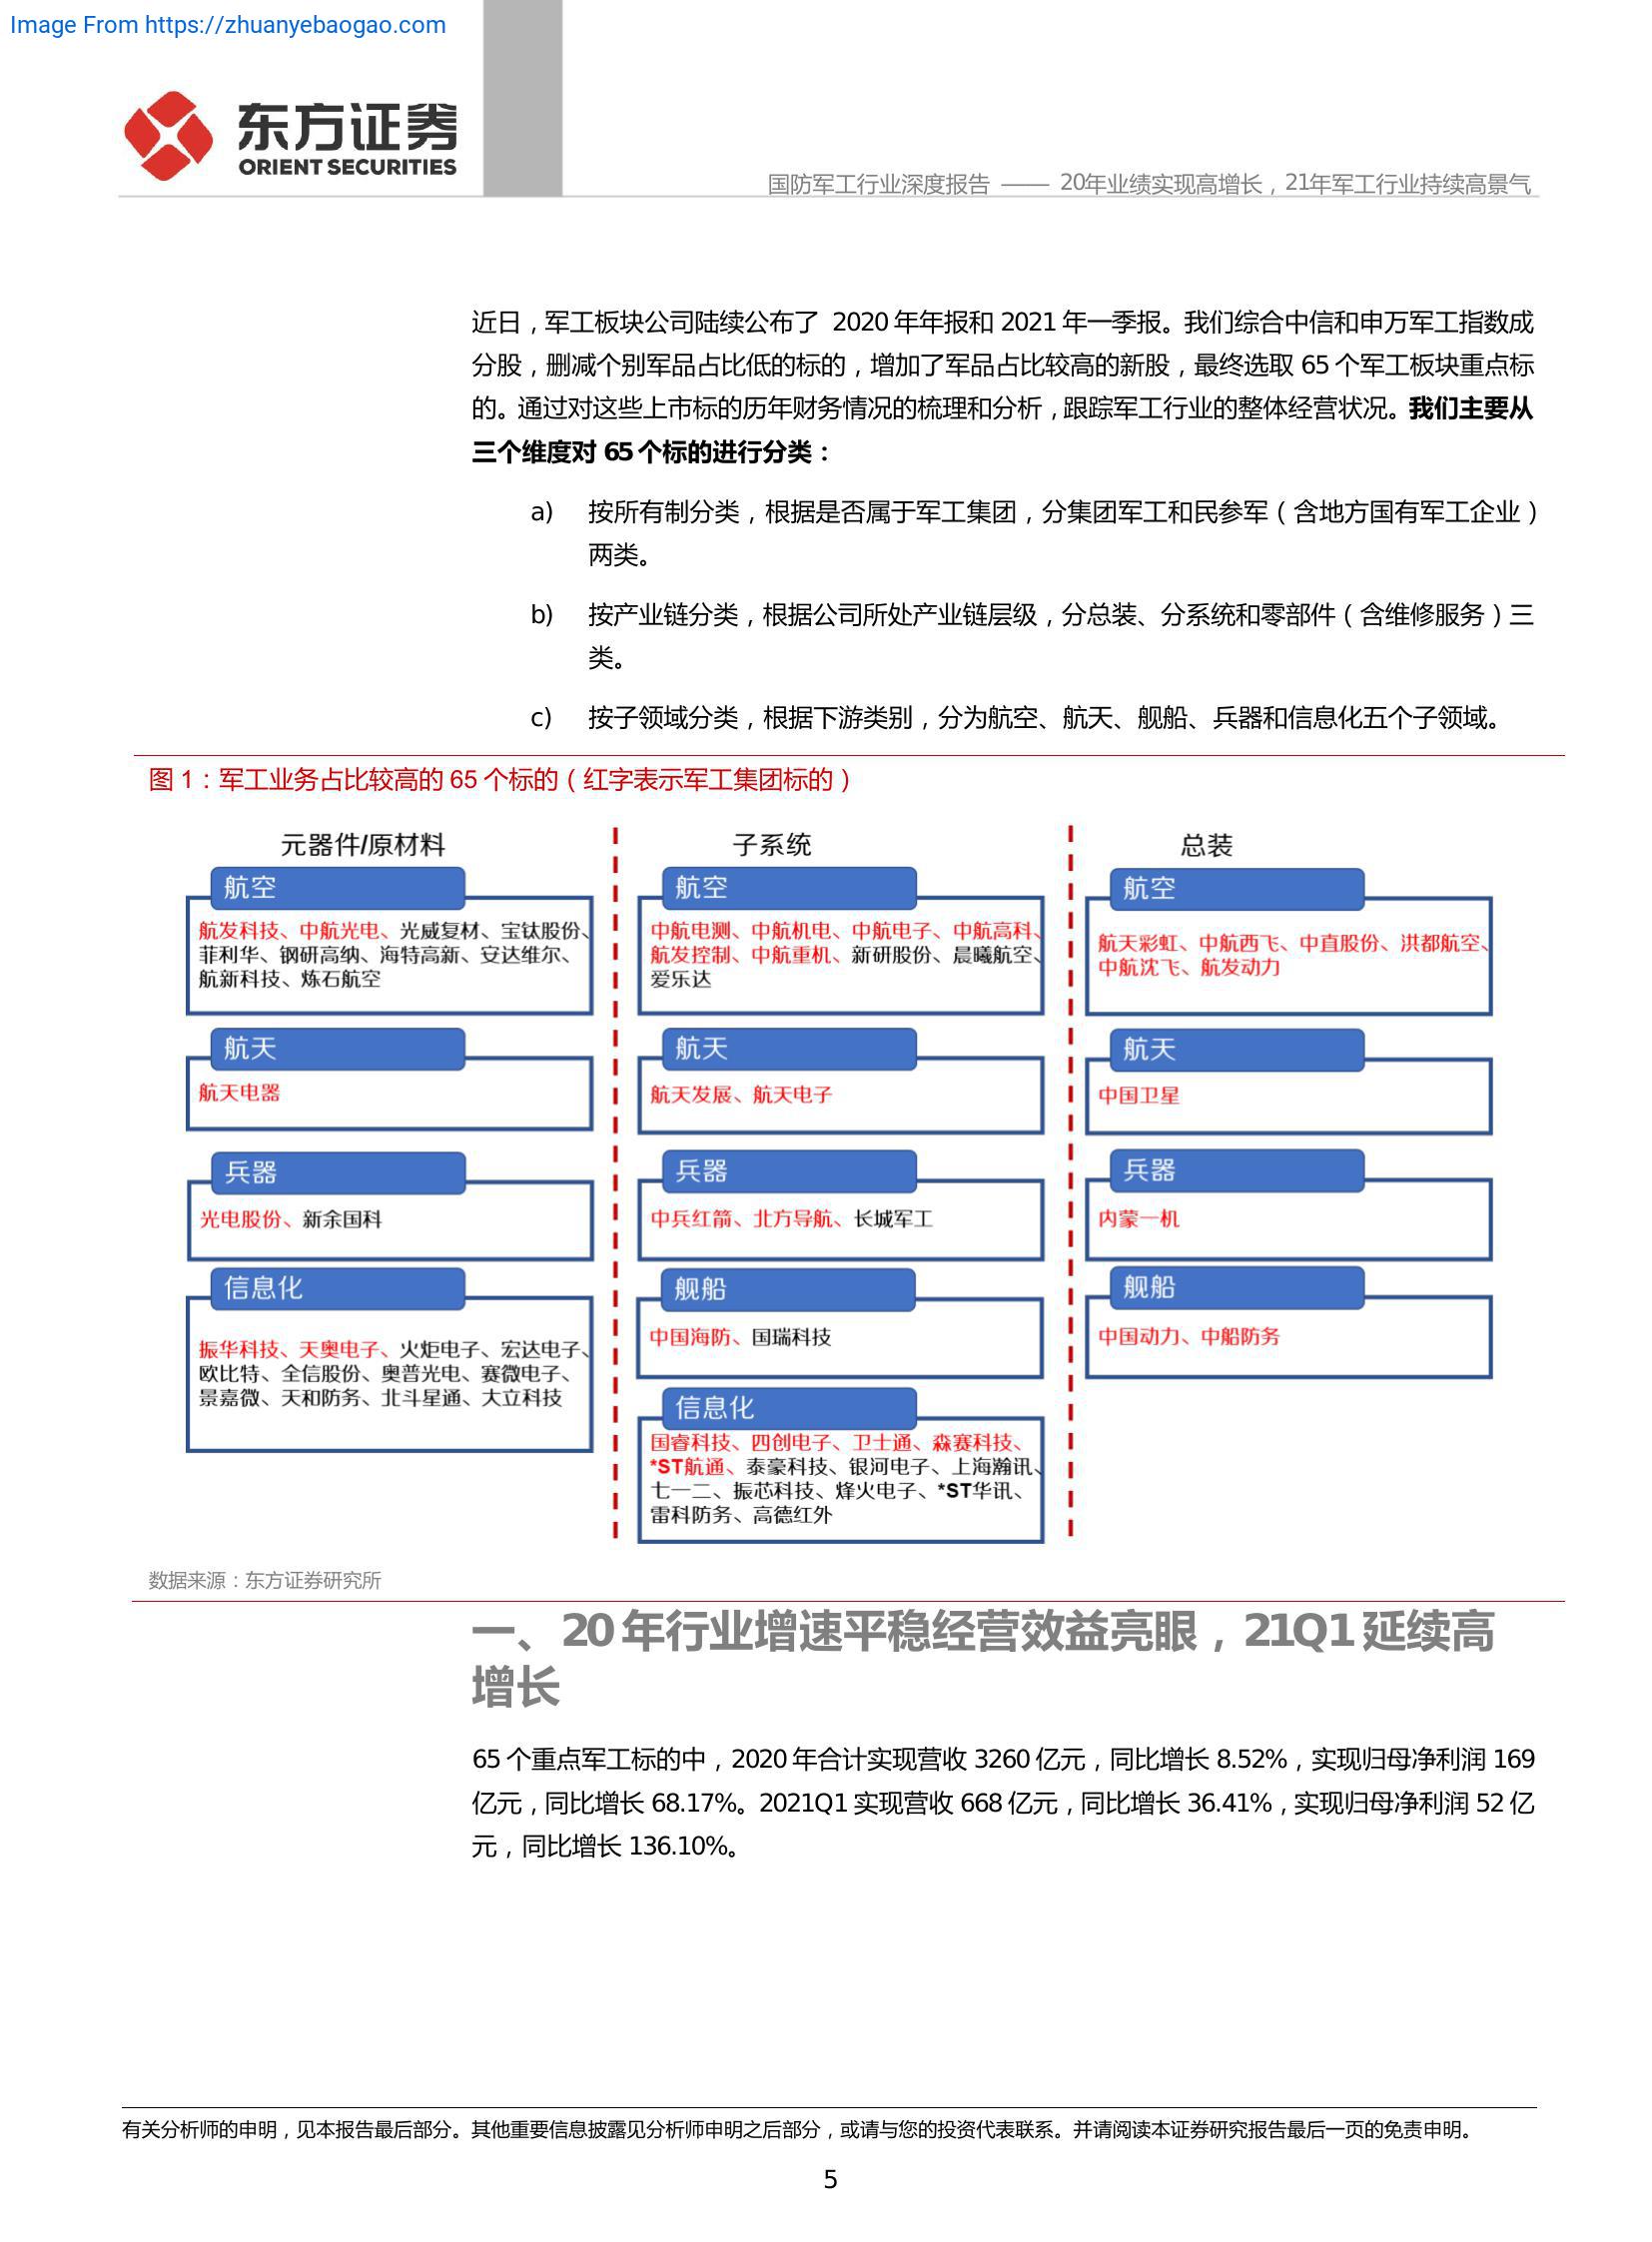 Image From https://zhuanyebaogao.com
东方证券
ORIENT SECURITIES
国防军工行业深度报告 —— 20年业绩实现高增长，21年军工行业持续高景气
近日，军工板块公司陆续公布了 2020 年年报和 2021 年一季报。我们综合中信和申万军工指数成
分股，删减个别军品占比低的标的，增加了军品占比较高的新股，最终选取 65 个军工板块重点标
的。通过对这些上市标的历年财务情况的梳理和分析，跟踪军工行业的整体经营状况。我们主要从
三个维度对 65 个标的进行分类：
a) 按所有制分类，根据是否属于军工集团，分集团军工和民参军（含地方国有军工企业）
两类。
b) 按产业链分类，根据公司所处产业链层级，分总装、分系统和零部件（含维修服务）三
类。
c) 按子领域分类，根据下游类别，分为航空、航天、舰船、兵器和信息化五个子领域。
图 1：军工业务占比较高的 65 个标的（红字表示军工集团标的）
元器件/原材料
航空
航发科技、中航光电、光威复材、宝钛股份、
菲利华、钢研高纳、海特高新、安达维尔、
航新科技、炼石航空
航天
航天电器
兵器
光电股份、新余国科
信息化
振华科技、天奥电子、火炬电子、宏达电子、
欧比特、全信股份、奥普光电、赛微电子、
景嘉微、天和防务、北斗星通、大立科技
子系统
航空
中航电测、中航机电、中航电子、中航高科、
航发控制、中航重机、新研股份、晨曦航空、
爱乐达
航天
航天发展、航天电子
兵器
中兵红箭、北方导航、长城军工
舰船
中国海防、国瑞科技
信息化
国睿科技、四创电子、卫士通、森赛科技、
*ST航通、泰豪科技、银河电子、上海瀚讯、
七一二、振芯科技、烽火电子、*ST华讯、
雷科防务、高德红外
总装
航空
航天彩虹、中航西飞、中直股份、洪都航空、
中航沈飞、航发动力
航天
中国卫星
兵器
内蒙一机
舰船
中国动力、中船防务
数据来源：东方证券研究所
一、20 年行业增速平稳经营效益亮眼，21Q1 延续高
增长
65 个重点军工标的中，2020 年合计实现营收 3260 亿元，同比增长 8.52%，实现归母净利润 169
亿元，同比增长 68.17%。2021Q1 实现营收 668 亿元，同比增长 36.41%，实现归母净利润 52 亿
元，同比增长 136.10%。
有关分析师的申明，见本报告最后部分。其他重要信息披露见分析师申明之后部分，或请与您的投资代表联系。并请阅读本证券研究报告最后一页的免责申明。
5